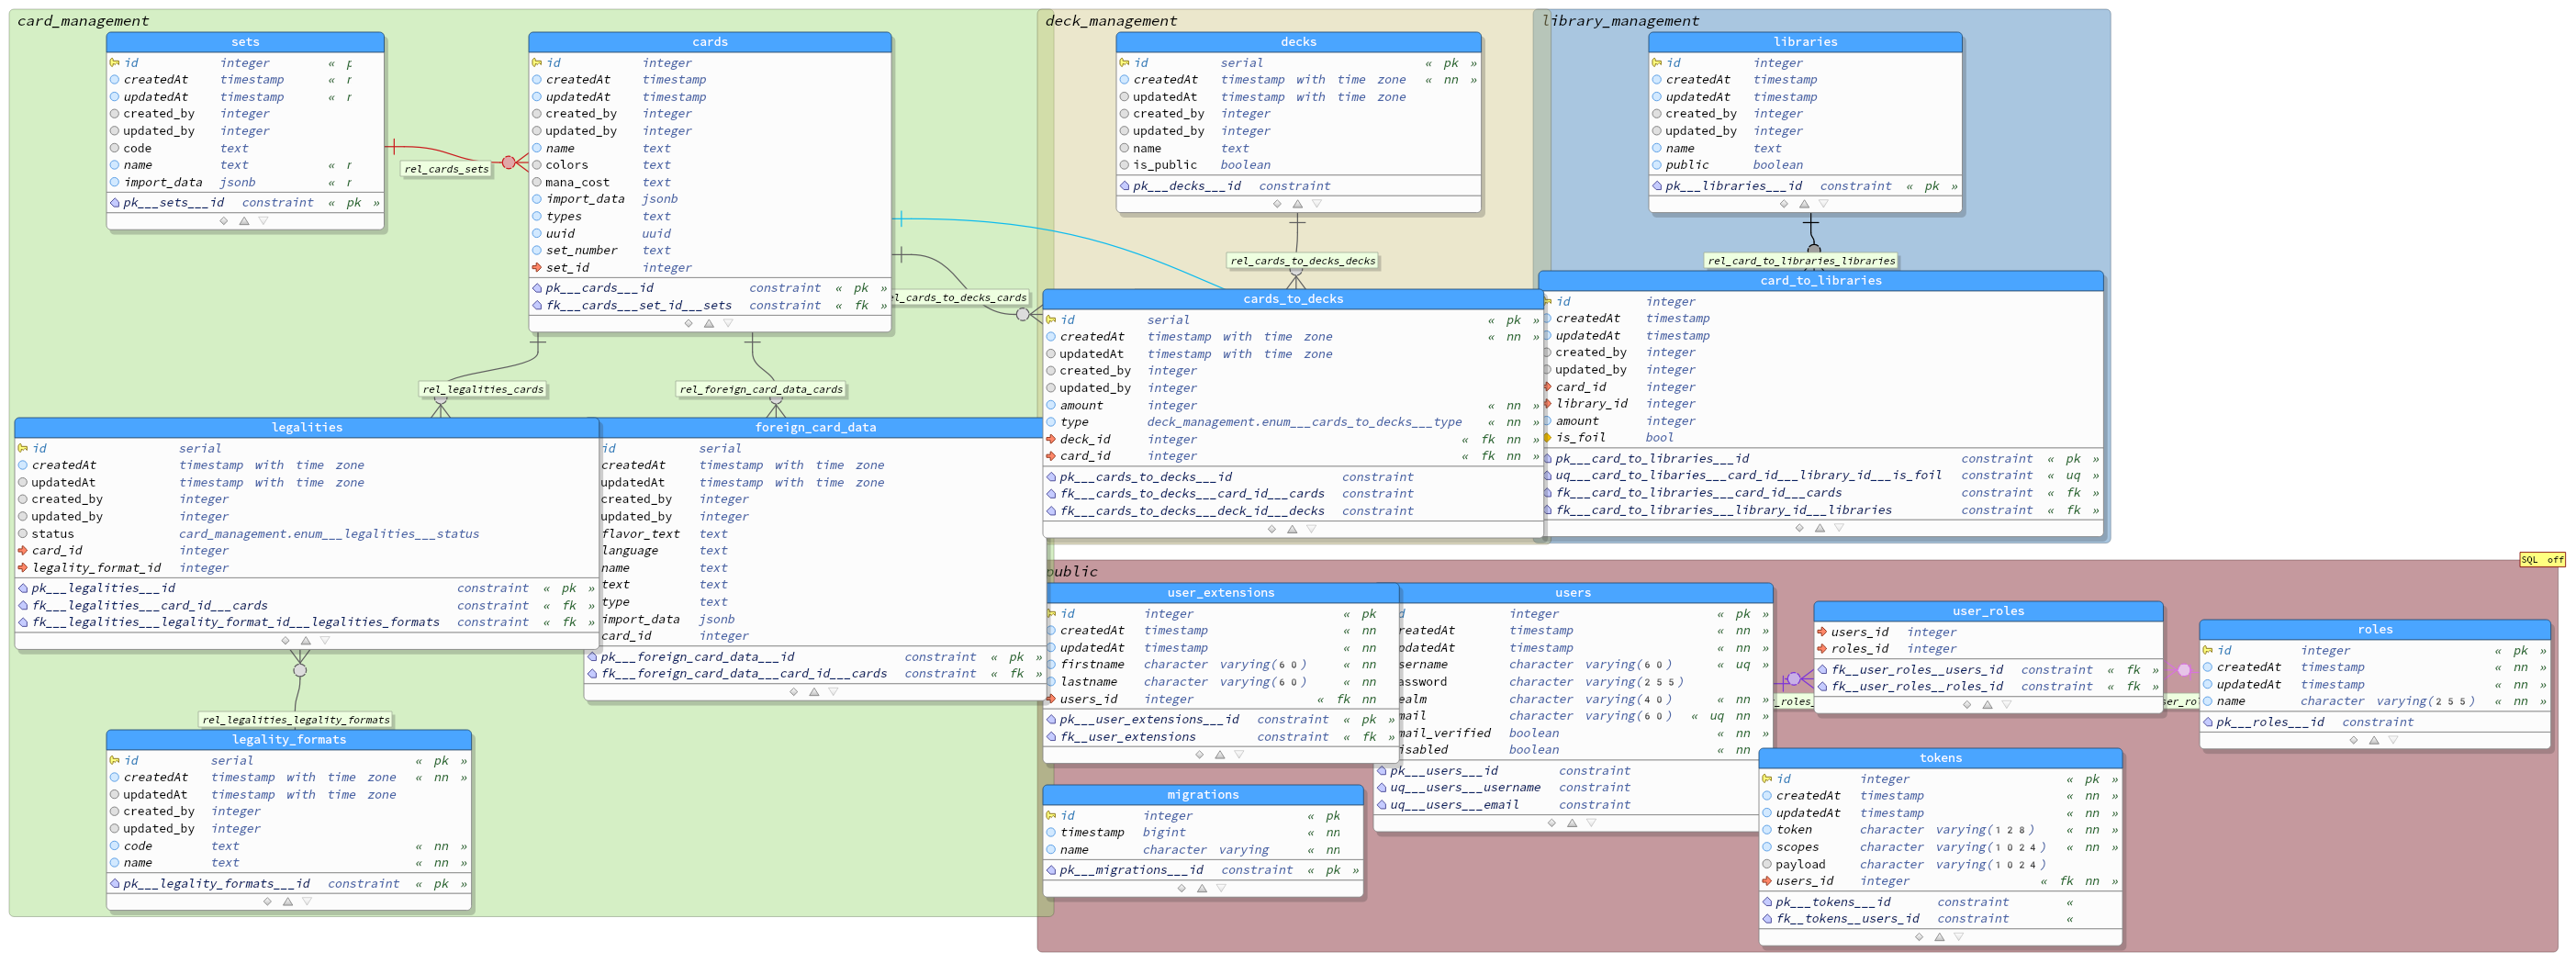 card_management
sets
id integer «
createdAt timestamp «
updatedAt timestamp «
created_by integer
updated_by integer
code text
name text «
import_data jsonb «
pk___sets___id constraint « pk »
rel_cards_sets
cards
id integer
createdAt timestamp
updatedAt timestamp
created_by integer
updated_by integer
name text
colors text
mana_cost text
import_data jsonb
types text
uuid uuid
set_number text
set_id integer
pk___cards___id constraint « pk »
fk___cards___set_id___sets constraint « fk »
el_cards_to_decks_cards
rel_legalities_cards
rel_foreign_card_data_cards
legalities
id serial
createdAt timestamp with time zone
updatedAt timestamp with time zone
created_by integer
updated_by integer
status card_management.enum___legalities___status
card_id integer
legality_format_id integer
pk___legalities___id constraint « pk »
fk___legalities___card_id___cards constraint « fk »
fk___legalities___legality_format_id___legalities_formats constraint « fk »
foreign_card_data
id serial
createdAt timestamp with time zone
updatedAt timestamp with time zone
created_by integer
updated_by integer
flavor_text text
language text
name text
text text
type text
import_data jsonb
card_id integer
pk___foreign_card_data___id constraint « pk »
fk___foreign_card_data___card_id___cards constraint « fk »
rel_legalities_legality_formats
legality_formats
id serial « pk »
createdAt timestamp with time zone « nn »
updatedAt timestamp with time zone
created_by integer
updated_by integer
code text « nn »
name text « nn »
pk___legality_formats___id constraint « pk »
deck_management
decks
id serial « pk »
createdAt timestamp with time zone « nn »
updatedAt timestamp with time zone
created_by integer
updated_by integer
name text
is_public boolean
pk___decks___id constraint
rel_cards_to_decks_decks
cards_to_decks
id serial « pk »
createdAt timestamp with time zone « nn »
updatedAt timestamp with time zone
created_by integer
updated_by integer
amount integer « nn »
type deck_management.enum___cards_to_decks___type « nn »
deck_id integer « fk nn »
card_id integer « fk nn »
pk___cards_to_decks___id constraint
fk___cards_to_decks___card_id___cards constraint
fk___cards_to_decks___deck_id___decks constraint
library_management
libraries
id integer
createdAt timestamp
updatedAt timestamp
created_by integer
updated_by integer
name text
public boolean
pk___libraries___id constraint « pk »
rel_card_to_libraries_libraries
card_to_libraries
id integer
createdAt timestamp
updatedAt timestamp
created_by integer
updated_by integer
card_id integer
library_id integer
amount integer
is_foil bool
pk___card_to_libraries___id constraint « pk »
uq___card_to_libaries___card_id___library_id___is_foil constraint « uq »
fk___card_to_libraries___card_id___cards constraint « fk »
fk___card_to_libraries___library_id___libraries constraint « fk »
SQL off
public
user_extensions
id integer « pk
createdAt timestamp « nn
updatedAt timestamp « nn
firstname character varying(60) « nn
lastname character varying(60) « nn
users_id integer « fk nn
pk___user_extensions___id constraint « pk »
fk__user_extensions constraint « fk »
users
d integer « pk »
reatedAt timestamp « nn »
pdatedAt timestamp « nn »
sername character varying(60) « uq »
assword character varying(255)
ealm character varying(40) « nn »
mail character varying(60) « uq nn »
mail_verified boolean « nn »
isabled boolean « nn
pk___users___id constraint
uq___users___username constraint
uq___users___email constraint
_roles_
user_roles
users_id integer
roles_id integer
fk__user_roles__users_id constraint « fk »
fk__user_roles__roles_id constraint « fk »
ser_ro
roles
id integer « pk »
createdAt timestamp « nn »
updatedAt timestamp « nn »
name character varying(255) « nn »
pk___roles___id constraint
migrations
id integer « pk
timestamp bigint « nn
name character varying « nn
pk___migrations___id constraint « pk »
tokens
id integer « pk »
createdAt timestamp « nn »
updatedAt timestamp « nn »
token character varying(128) « nn »
scopes character varying(1024) « nn »
payload character varying(1024)
users_id integer « fk nn »
pk___tokens___id constraint «
fk__tokens__users_id constraint «